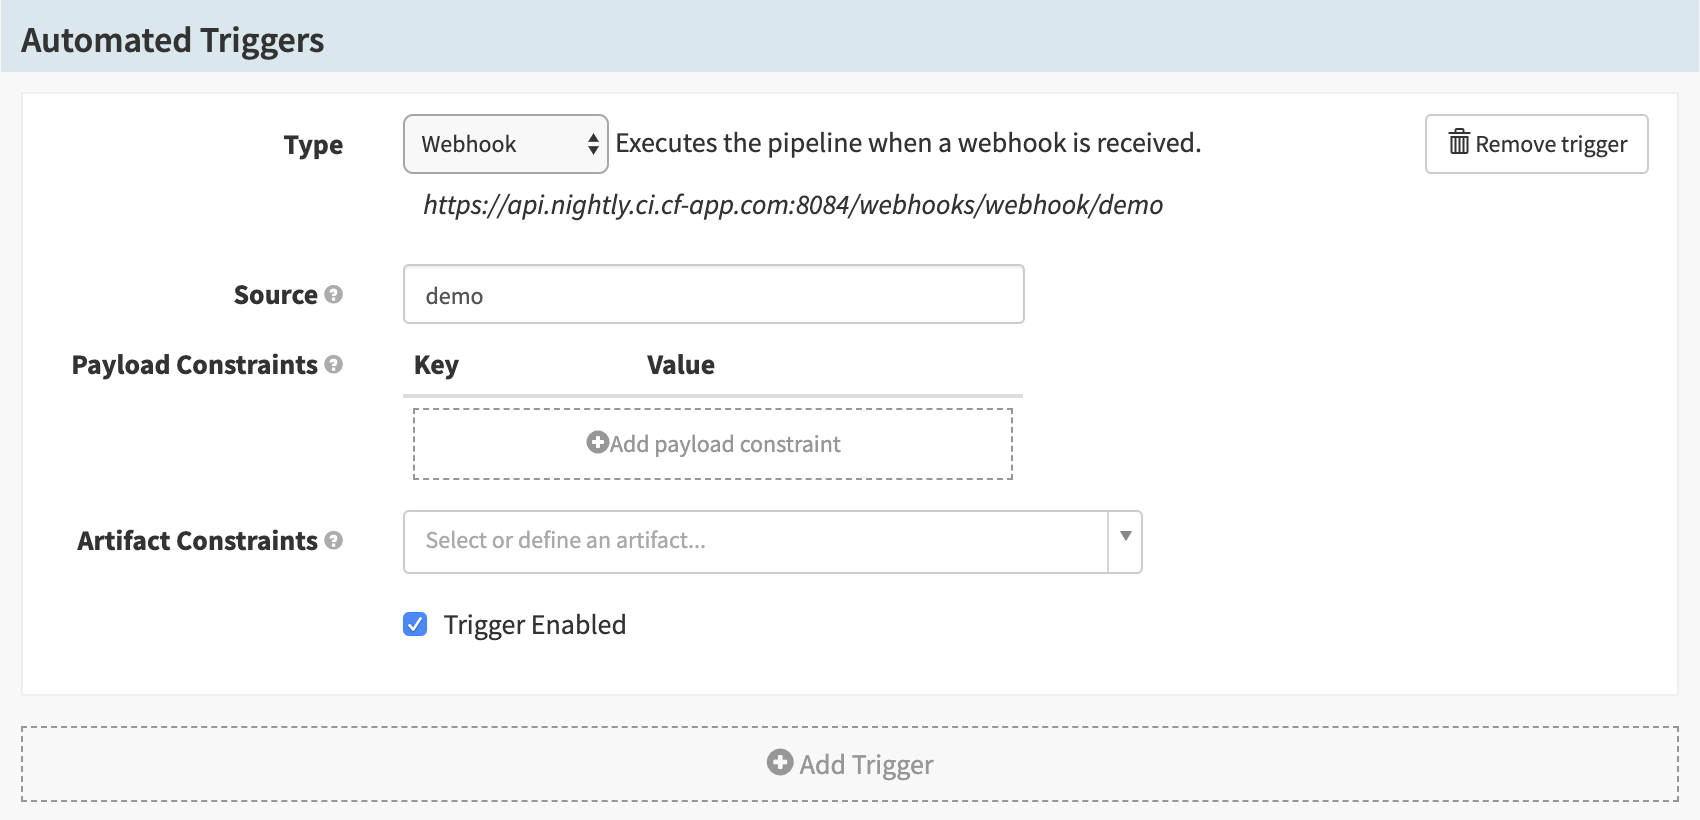 Automated Triggers
Type Webhook Executes the pipeline when a webhook is received. Remove trigger
https://api.nightly.ci.cf-app.com:8084/webhooks/webhook/demo
Source ? demo
Payload Constraints ? Key Value
Add payload constraint
Artifact Constraints ? Select or define an artifact...
Trigger Enabled
Add Trigger